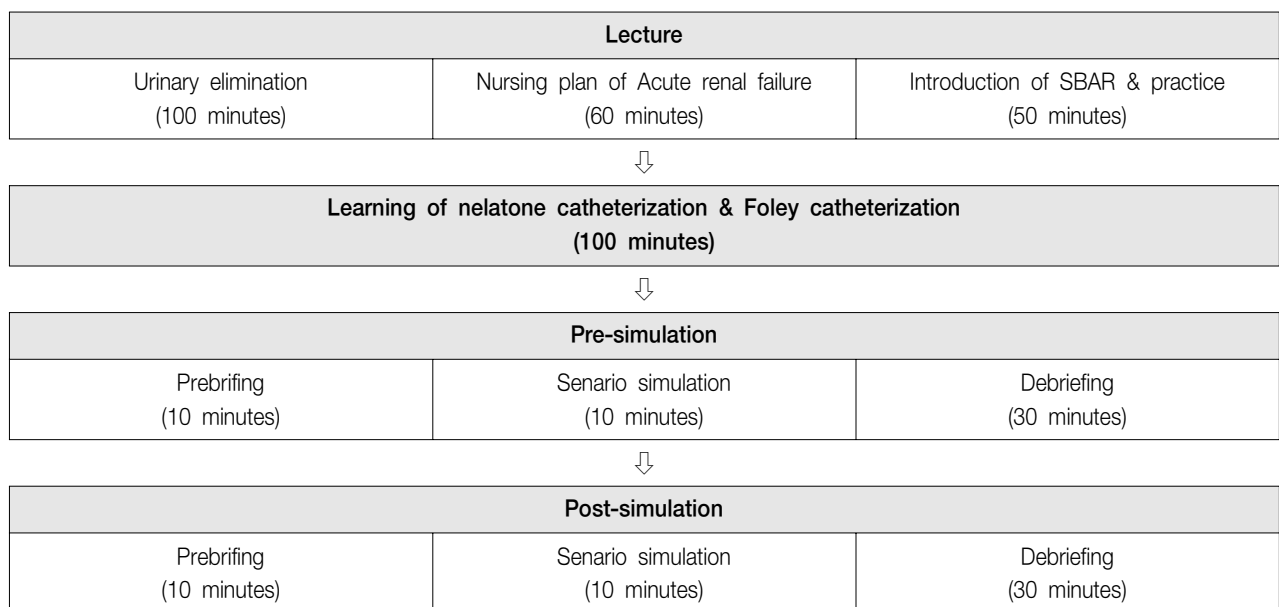 Lecture
Urinary elimination
(100 minutes)
Nursing plan of Acute renal failure
(60 minutes)
Introduction of SBAR & practice
(50 minutes)
Learning of nelatone catheterization & Foley catheterization
(100 minutes)
Pre-simulation
Prebrifing
(10 minutes)
Senario simulation
(10 minutes)
Debriefing
(30 minutes)
Post-simulation
Prebrifing
(10 minutes)
Senario simulation
(10 minutes)
Debriefing
(30 minutes)